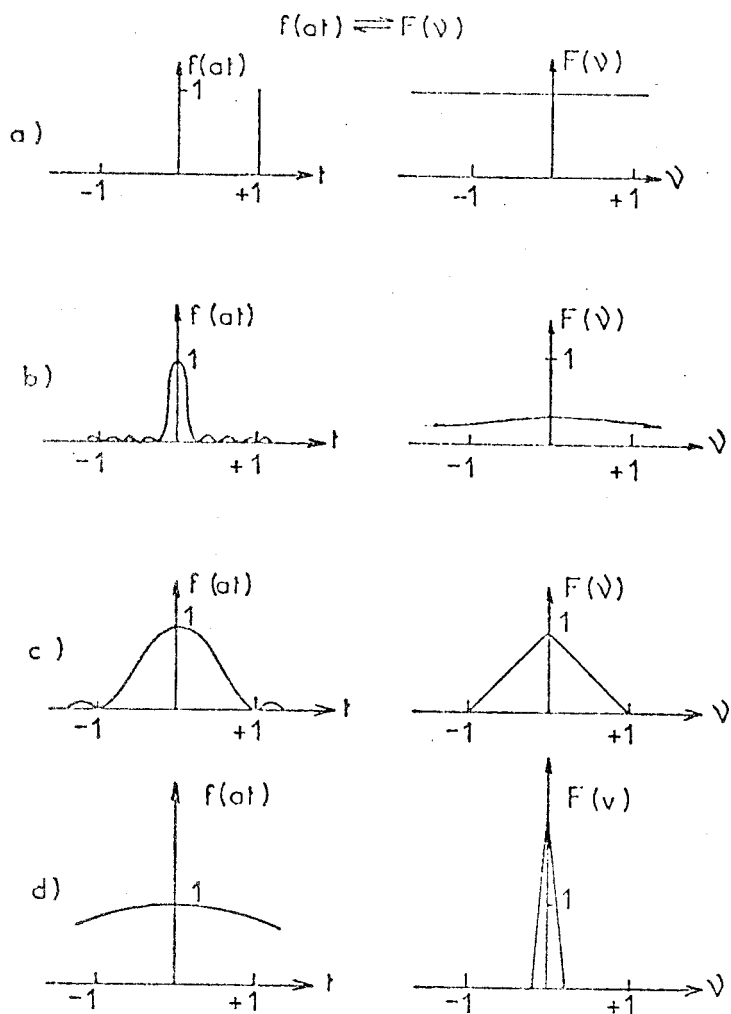 f(at) ⇌ F(ν)
f(at) F(ν)
1
a)
-1 +1 t -1 +1 ν
f(at) F(ν)
1 1
b)
-1 +1 t -1 +1 ν
f(at) F(ν)
1 1
c)
-1 +1 t -1 +1 ν
f(at) F(v)
d) 1 1
-1 +1 t -1 +1 ν